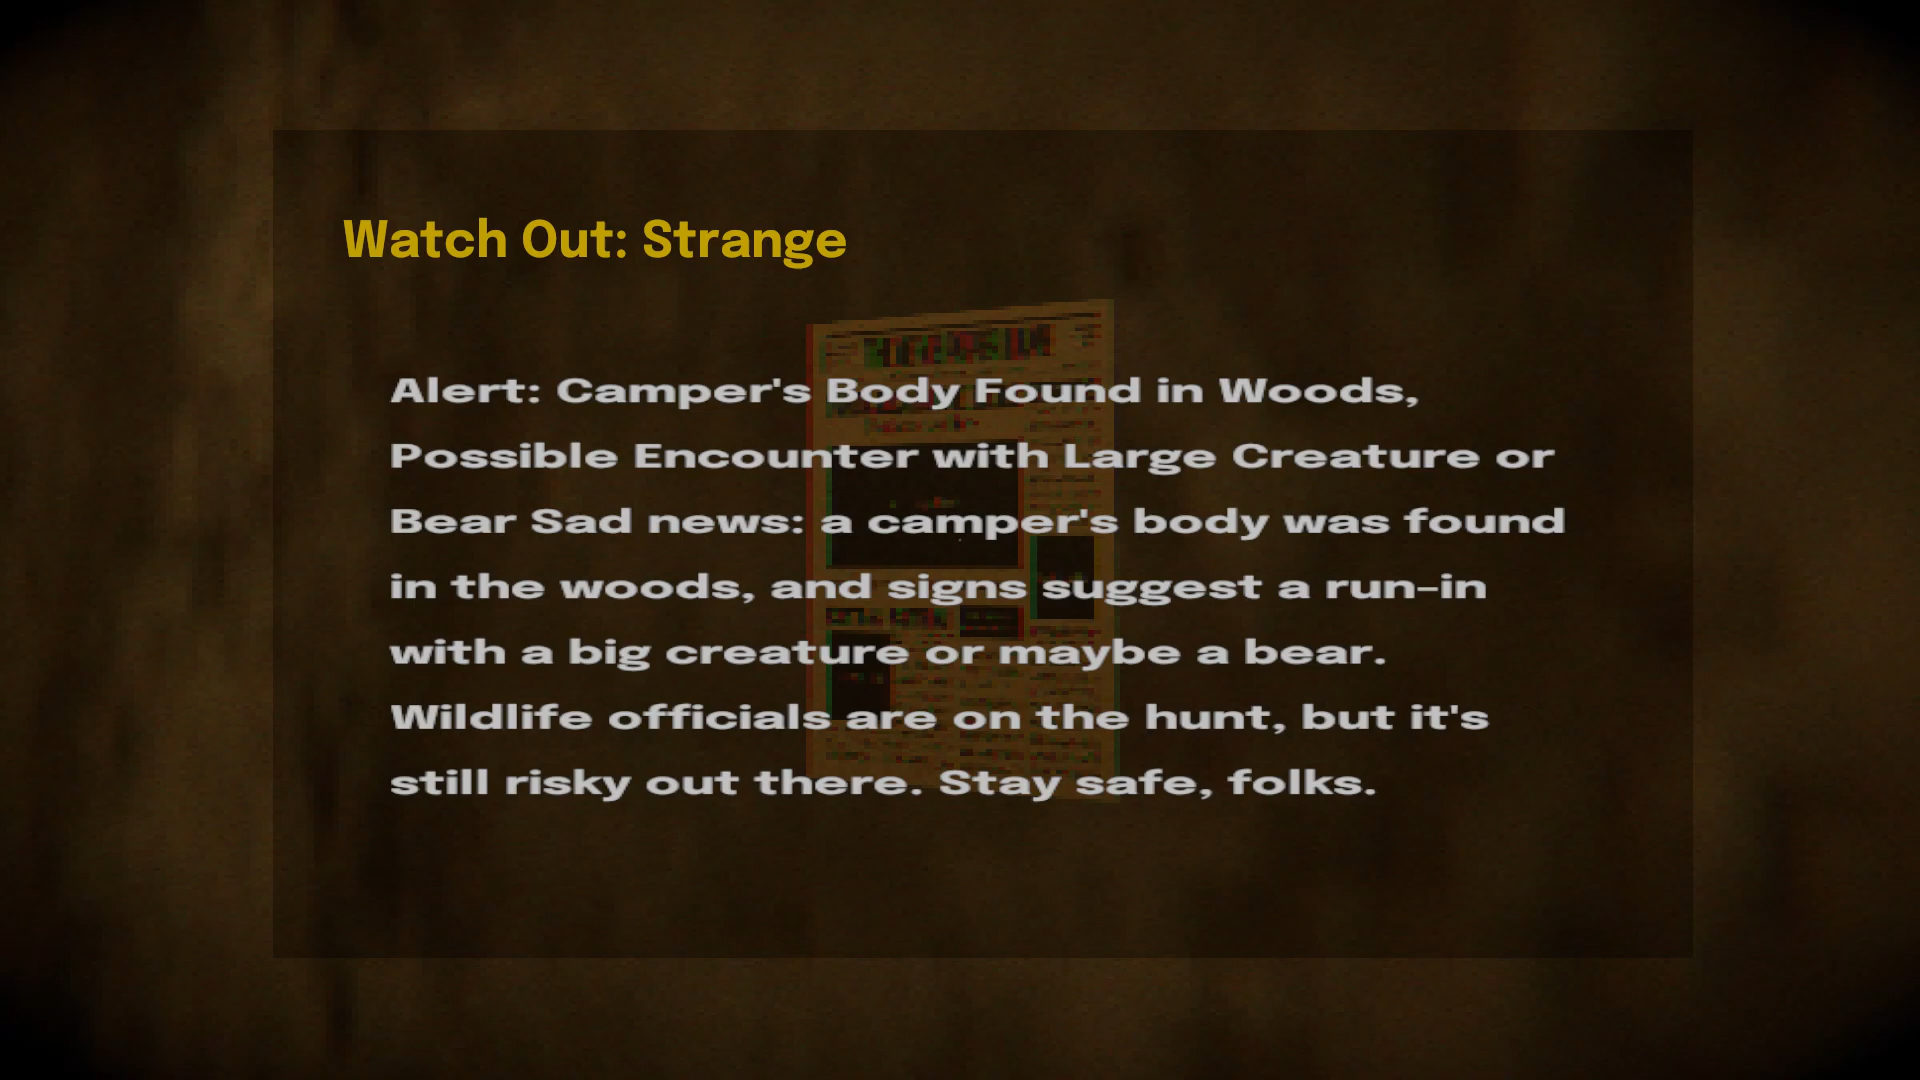 Watch Out: Strange
Alert: Camper's Body Found in Woods,
Possible Encounter with Large Creature or
Bear Sad news: a camper's body was found
in the woods, and signs suggest a run-in
with a big creature or maybe a bear.
Wildlife officials are on the hunt, but it's
still risky out there. Stay safe, folks.